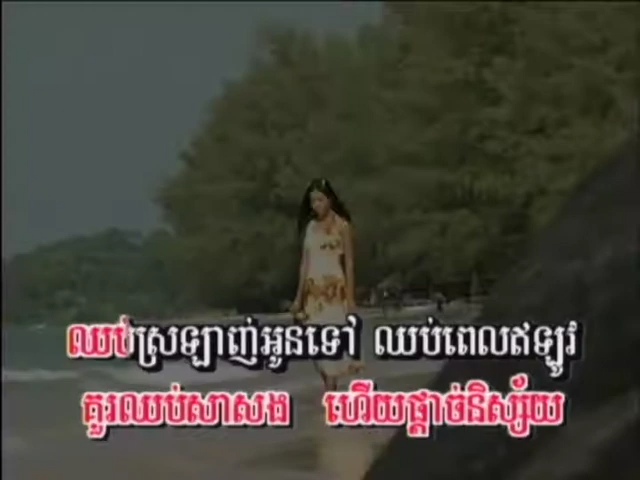 ឈប់ស្រឡាញ់អូនទៅ ឈប់ពេលឥឡូវ
គួរឈប់សាសង ហើយផ្ដាច់និស្ស័យ